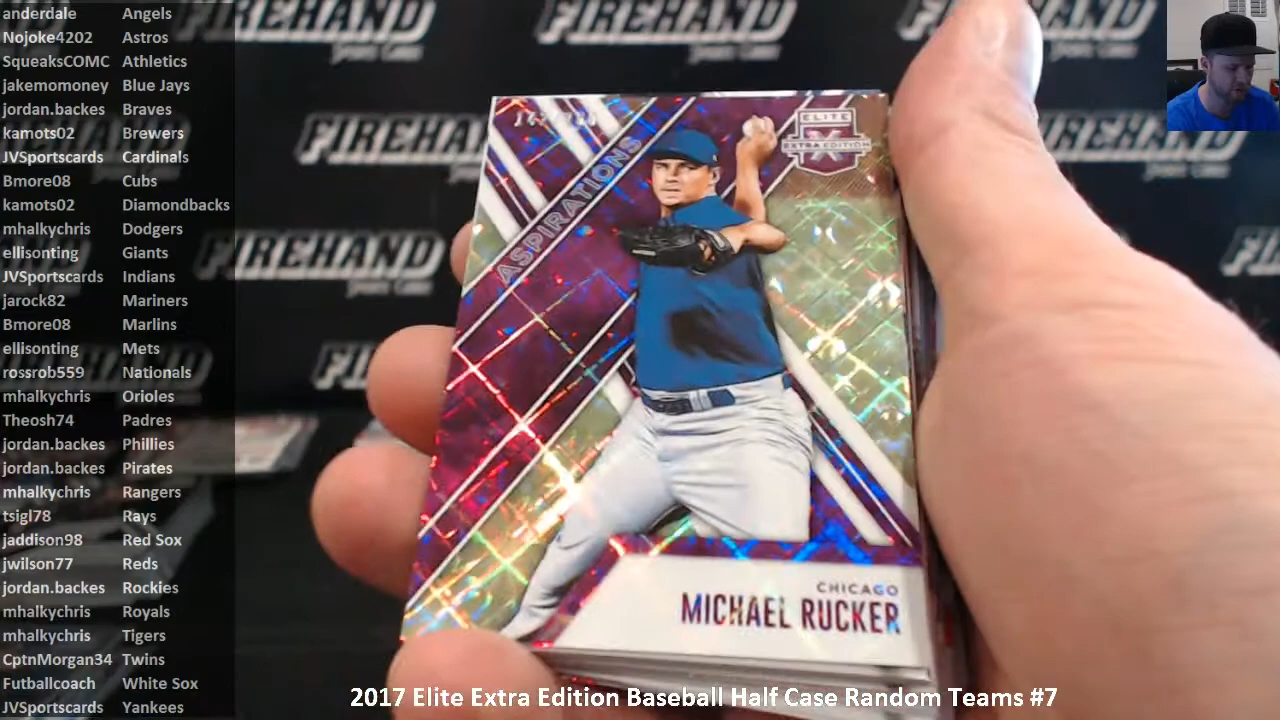 anderdale Angels
Nojoke4202 Astros
SqueaksCOMC Athletics
jakemomoney Blue Jays
jordan.backes Braves
kamots02 Brewers
JVSportscards Cardinals
Bmore08 Cubs
kamots02 Diamondbacks
mhalkychris Dodgers
ellisonting Giants
JVSportscards Indians
jarock82 Mariners
Bmore08 Marlins
ellisonting Mets
rossrob559 Nationals
mhalkychris Orioles
Theosh74 Padres
jordan.backes Phillies
jordan.backes Pirates
mhalkychris Rangers
tsigl78 Rays
jaddison98 Red Sox
jwilson77 Reds
jordan.backes Rockies
mhalkychris Royals
mhalkychris Tigers
CptnMorgan34 Twins
Futballcoach White Sox
JVSportscards Yankees
FIREHAND
FIREHAND
FIREHAND
FIREHAND
FIREHAND
ELITE
X
EXTRA EDITION
ASPIRATIONS
CHICAGO
MICHAEL RUCKER
2017 Elite Extra Edition Baseball Half Case Random Teams #7